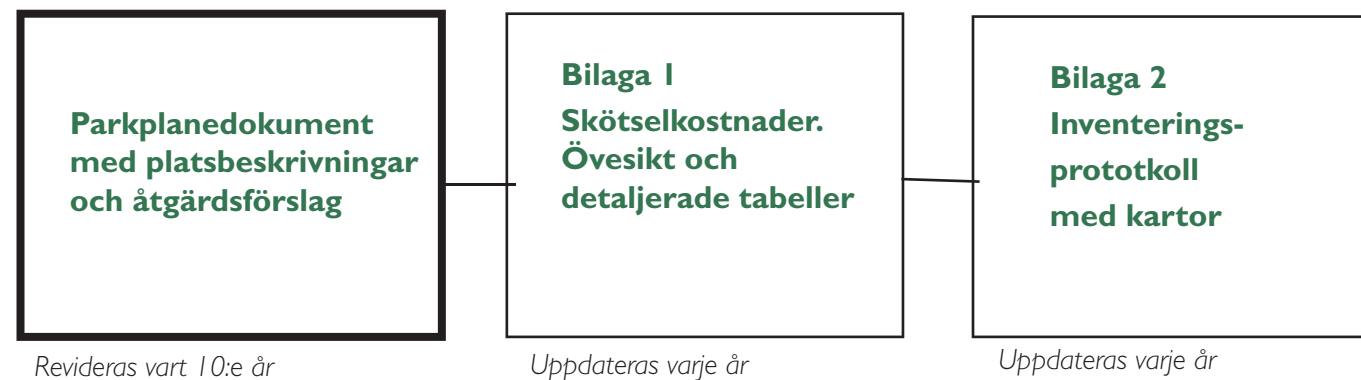 Parkplanedokument
med platsbeskrivningar
och åtgärdsförslag
Revideras vart 10:e år
Bilaga 1
Skötselkostnader.
Övesikt och
detaljerade tabeller
Uppdateras varje år
Bilaga 2
Inventerings-
prototkoll
med kartor
Uppdateras varje år